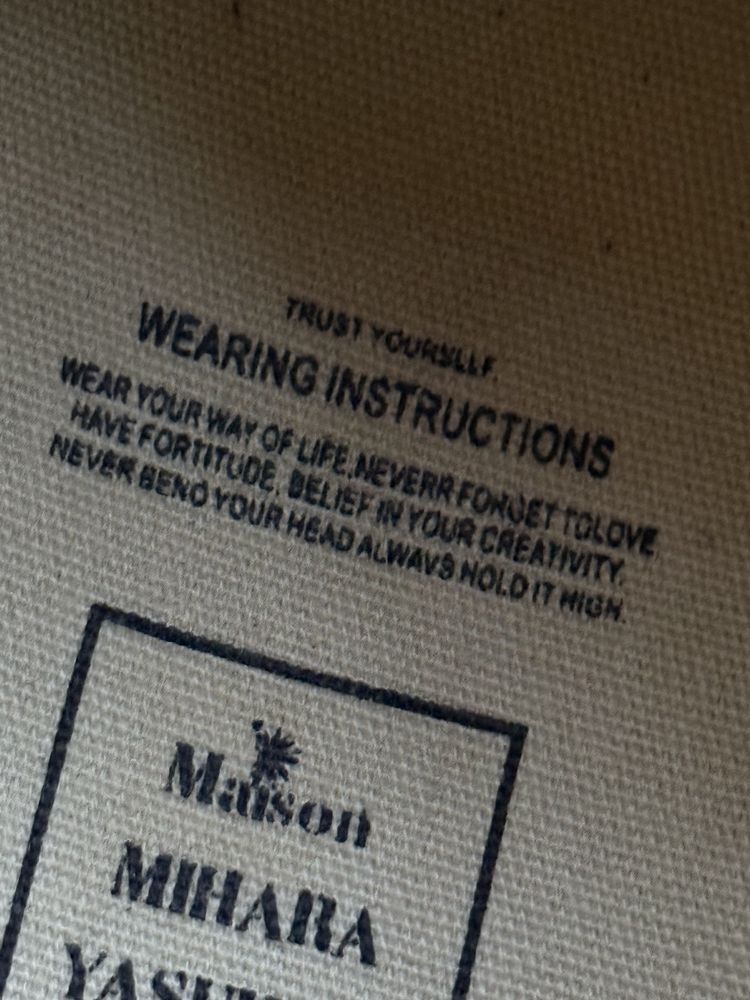 TRUST YOURSELF.
WEARING INSTRUCTIONS
WEAR YOUR WAY OF LIFE.NEVERR FORGET TOLOVE
HAVE FORTITUDE. BELIEF IN YOUR CREATIVITY.
NEVER BEND YOUR HEAD ALWAYS HOLD IT HIGH.
Maison
MIHARA